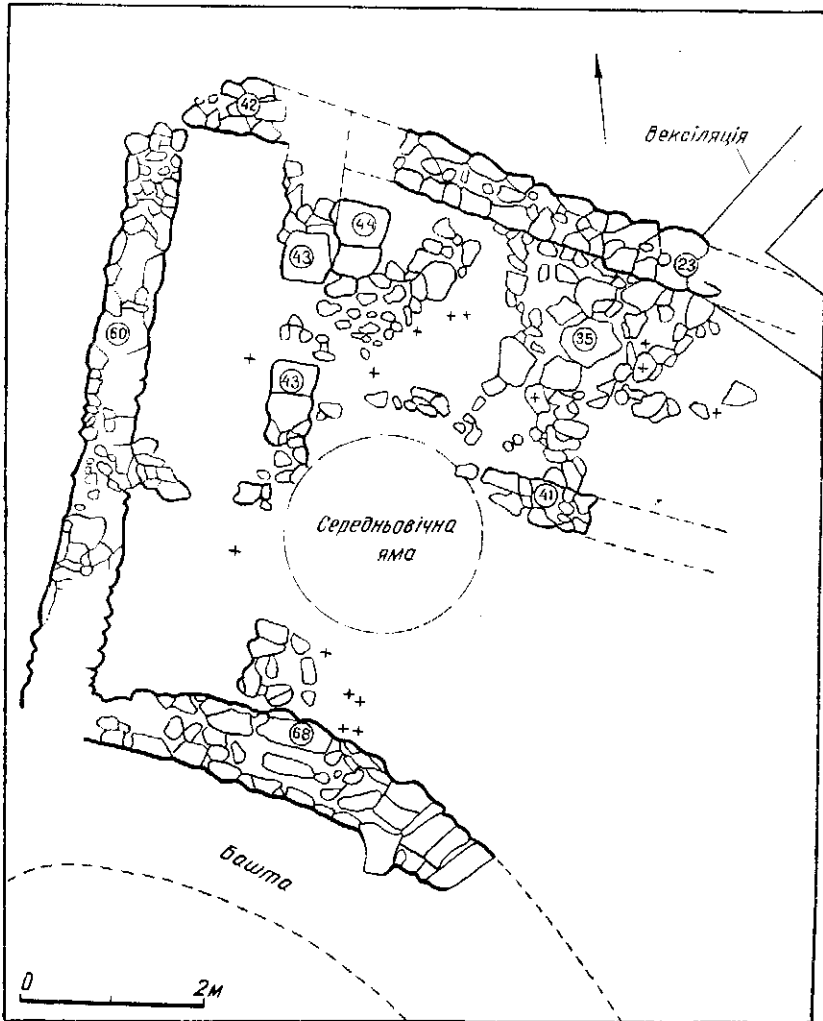 42
Вексіляція
44
43
23
35
60
43
41
Середньовічна
яма
68
Башта
0 2м